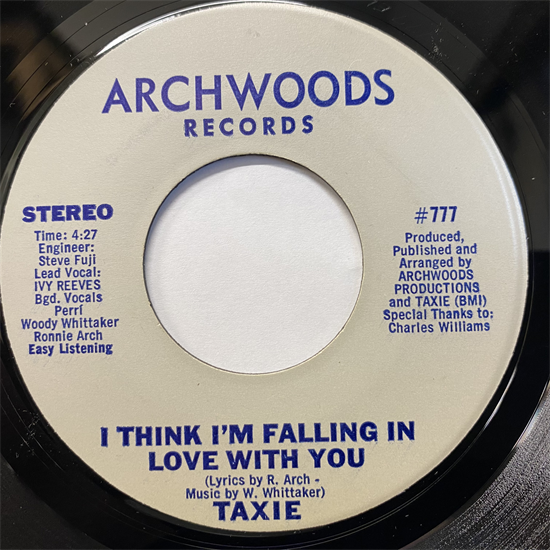 ARCHWOODS
RECORDS
STEREO
Time: 4:27
Engineer:
Steve Fuji
Lead Vocal:
IVY REEVES
Bgd. Vocals
Perri
Woody Whittaker
Ronnie Arch
Easy Listening
#777
Produced,
Published and
Arranged by
ARCHWOODS
PRODUCTIONS
and TAXIE (BMI)
Special Thanks to:
Charles Williams
I THINK I'M FALLING IN
LOVE WITH YOU
(Lyrics by R. Arch -
Music by W. Whittaker)
TAXIE